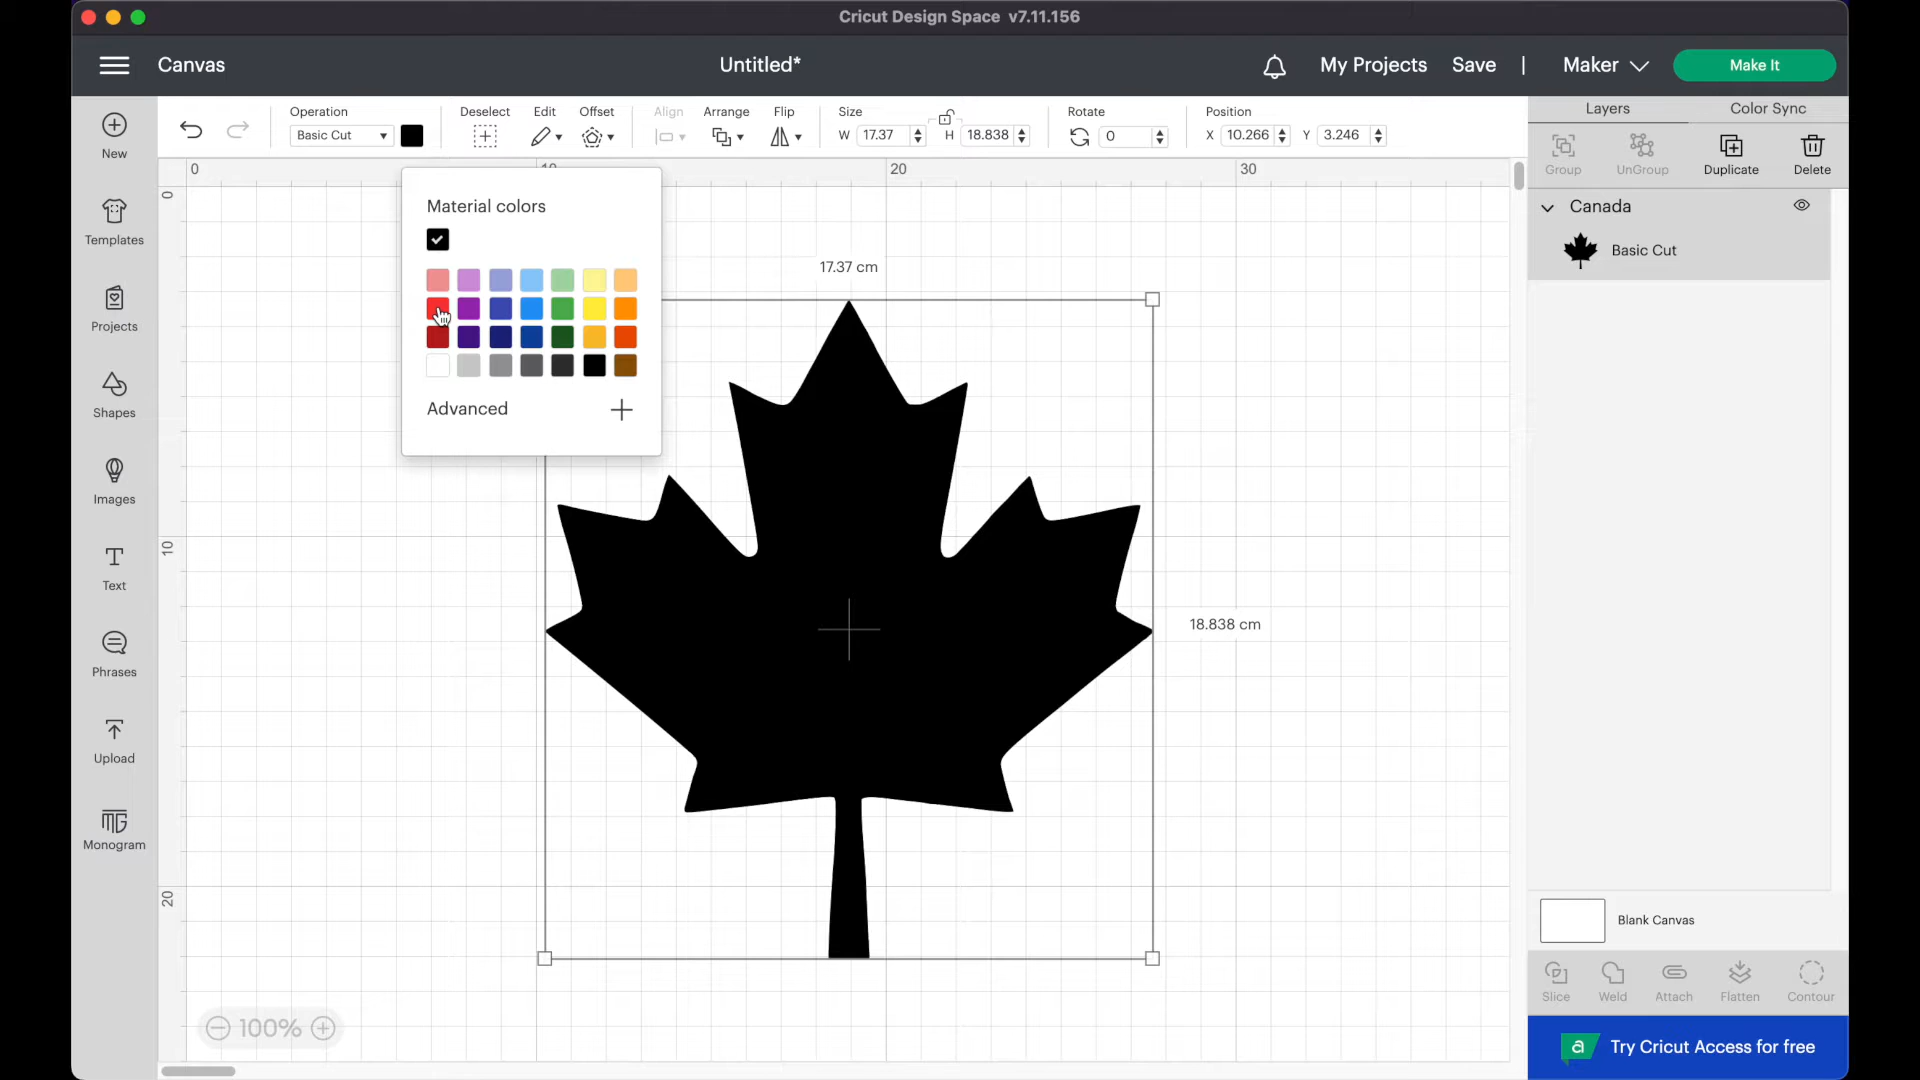 Cricut Design Space v7.11.156
Canvas
Untitled*
My Projects
Save
|
Maker
Make It
New
Templates
Projects
Shapes
Images
Text
Phrases
Upload
Monogram
Operation
Basic Cut
Deselect
Edit
Offset
Align
Arrange
Flip
Size
W 17.37
H 18.838
Rotate
0
Position
X 10.266
Y 3.246
0
20
30
0
10
20
Material colors
Advanced
17.37 cm
18.838 cm
100%
Layers
Color Sync
Group
UnGroup
Duplicate
Delete
Canada
Basic Cut
Blank Canvas
Slice
Weld
Attach
Flatten
Contour
a
Try Cricut Access for free